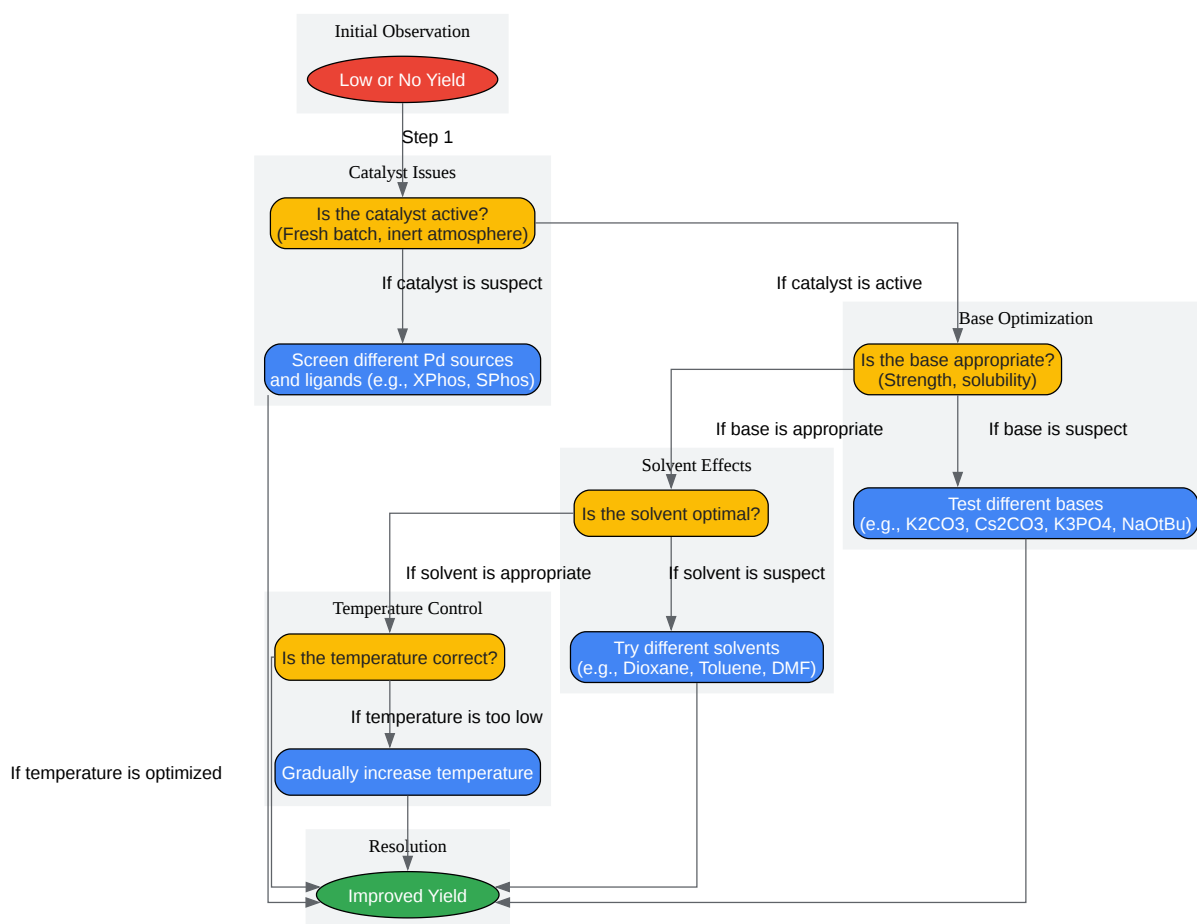 Initial Observation
Low or No Yield
Step 1
Catalyst Issues
Is the catalyst active?
(Fresh batch, inert atmosphere)
If catalyst is suspect
If catalyst is active
Screen different Pd sources
and ligands (e.g., XPhos, SPhos)
Base Optimization
Is the base appropriate?
(Strength, solubility)
If base is appropriate
If base is suspect
Test different bases
(e.g., K2CO3, Cs2CO3, K3PO4, NaOtBu)
Solvent Effects
Is the solvent optimal?
If solvent is appropriate
If solvent is suspect
Try different solvents
(e.g., Dioxane, Toluene, DMF)
Temperature Control
Is the temperature correct?
If temperature is too low
If temperature is optimized
Gradually increase temperature
Resolution
Improved Yield